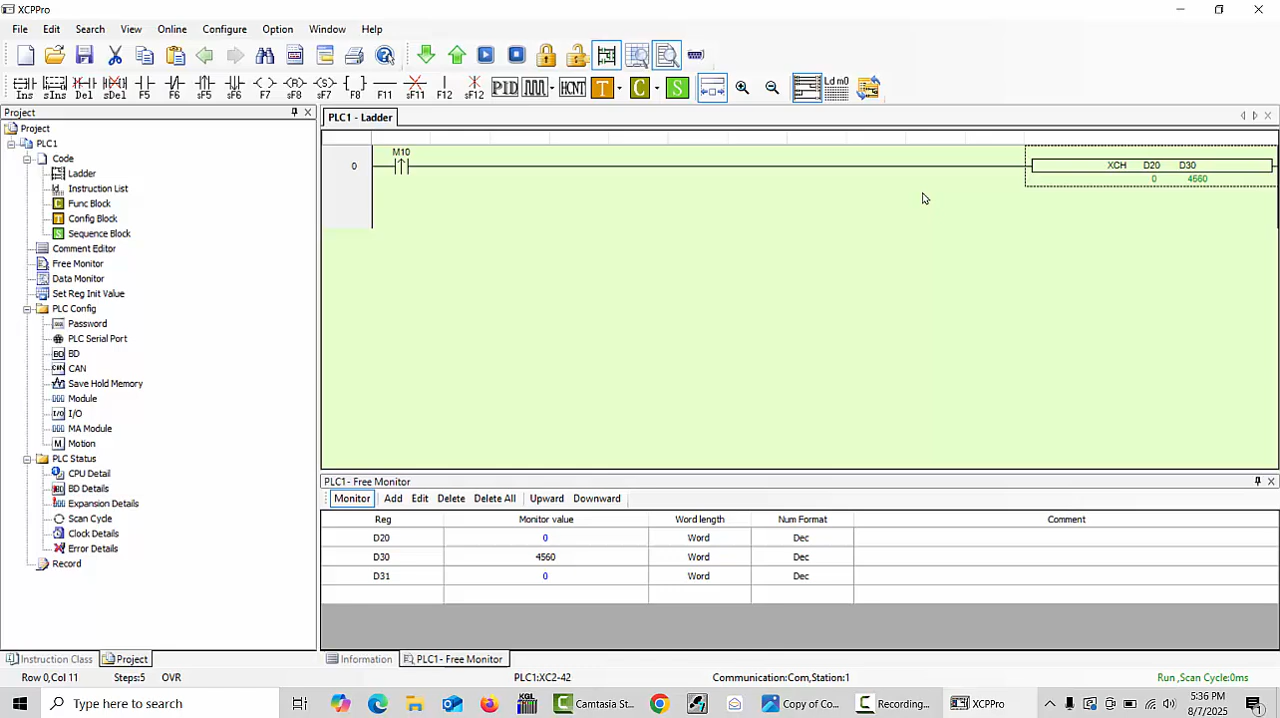 XCPPro
File Edit Search View Online Configure Option Window Help
Ins sIns Del sDel F5 F6 sF5 sF6 F7 sF7 sF8 F8 F11 sF11 F12 sF12 PID HCNT T C S Ld m0
Project
PLC1 - Ladder
Project
PLC1
Code
Ladder
Instruction List
Func Block
Config Block
Sequence Block
Comment Editor
Free Monitor
Data Monitor
Set Reg Init Value
PLC Config
Password
PLC Serial Port
BD
CAN
Save Hold Memory
Module
I/O
MA Module
Motion
PLC Status
CPU Detail
BD Details
Expansion Details
Scan Cycle
Clock Details
Error Details
Record
Instruction Class Project
M10
0 XCH D20 D30
0 4560
PLC1- Free Monitor
Monitor Add Edit Delete Delete All Upward Downward
Reg Monitor value Word length Num Format Comment
D20 0 Word Dec
D30 4560 Word Dec
D31 0 Word Dec
Information PLC1- Free Monitor
Row 0,Col 11 Steps:5 OVR PLC1:XC2-42 Communication:Com,Station:1 Run ,Scan Cycle:0ms
Type here to search KGL Camtasia St... Copy of Co... Recording... XCPPro 5:36 PM
8/7/2025